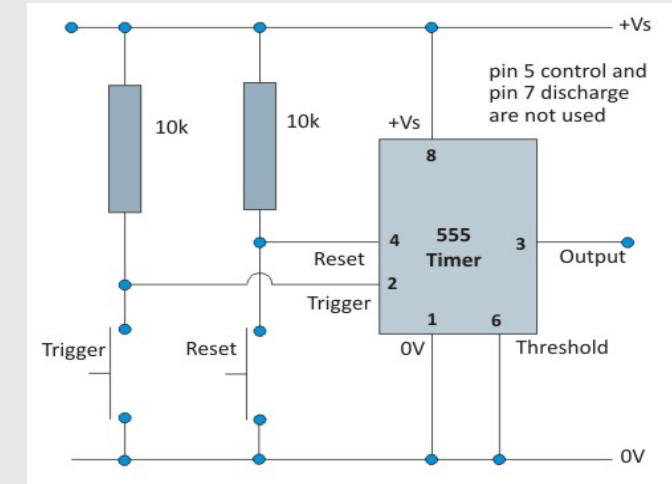 +Vs
pin 5 control and
pin 7 discharge
are not used
10k
10k
+Vs
8
4
555
3
Timer
Reset
Output
2
Trigger
1
6
Trigger
Reset
0V
Threshold
0V